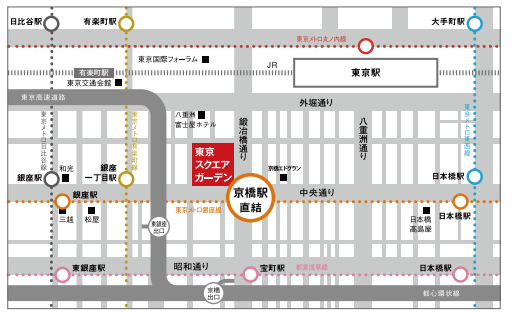 日比谷駅
有楽町駅
大手町駅
東京メトロ丸ノ内線
東京国際フォーラム
JR
東京駅
有楽町駅
東京交通会館
東京高速道路
外堀通り
東京メトロ日比谷線
東京メトロ有楽町線
八重洲
富士屋ホテル
鍛冶橋通り
八重洲通り
東京メトロ東西線
東京
スクエア
ガーデン
京橋エドグラン
和光
銀座駅
銀座
一丁目駅
京橋駅
直結
中央通り
日本橋駅
銀座駅
三越
松屋
東京メトロ銀座線
日本橋
髙島屋
日本橋駅
東銀座
出口
東銀座駅
昭和通り
宝町駅
都営浅草線
日本橋駅
京橋
出口
都心環状線